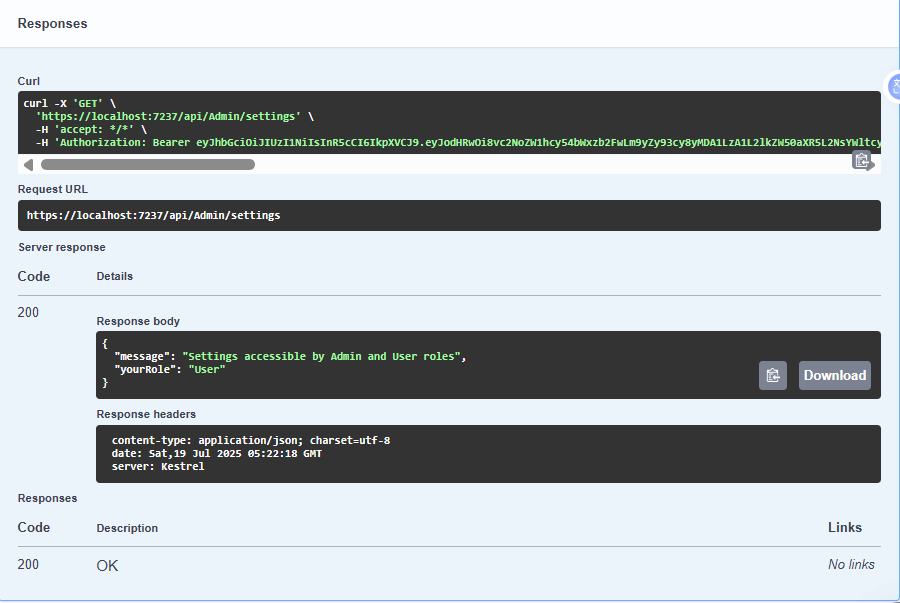 Responses
Curl
curl -X 'GET' \
'https://localhost:7237/api/Admin/settings' \
-H 'accept: */*' \
-H 'Authorization: Bearer eyJhbGciOiJIUzI1NiIsInR5cCI6IkpXVCJ9.eyJodHRwOi8vc2NoZW1hcy54bWxzb2FwLm9yZy93cy8yMDA1LzA1L2lkZW50aXR5L2NsYWltcy
Request URL
https://localhost:7237/api/Admin/settings
Server response
Code Details
200
Response body
{
"message": "Settings accessible by Admin and User roles",
"yourRole": "User"
}
Download
Response headers
content-type: application/json; charset=utf-8
date: Sat,19 Jul 2025 05:22:18 GMT
server: Kestrel
Responses
Code Description Links
200 OK No links